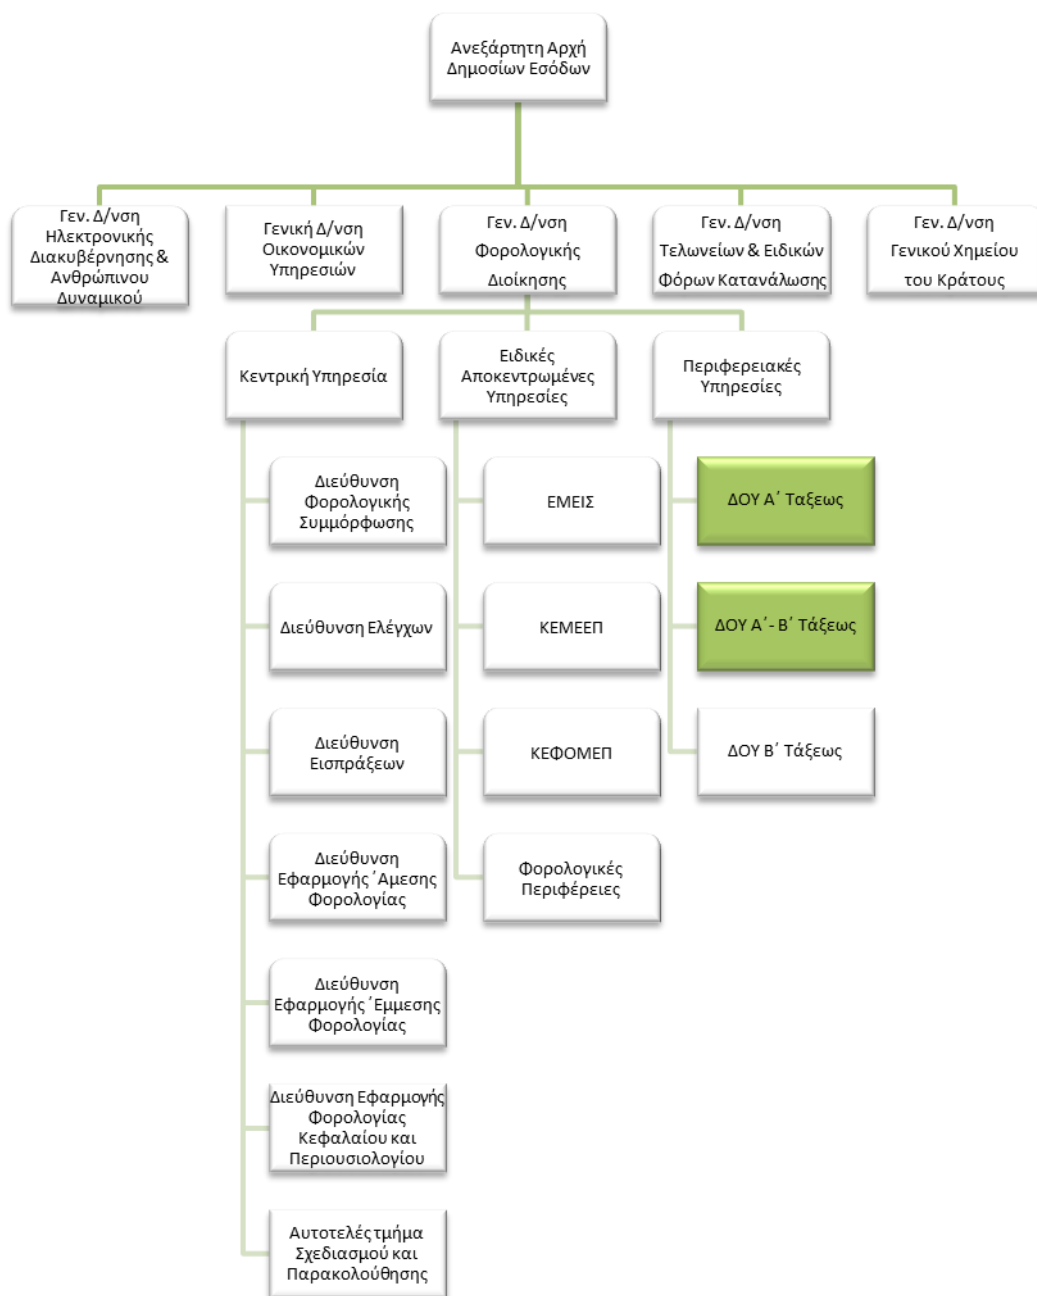 Ανεξάρτητη Αρχή
Δημοσίων Εσόδων
Γεν. Δ/νση
Ηλεκτρονικής
Διακυβέρνησης &
Ανθρώπινου
Δυναμικού
Γενική Δ/νση
Οικονομικών
Υπηρεσιών
Γεν. Δ/νση
Φορολογικής
Διοίκησης
Γεν. Δ/νση
Τελωνείων & Ειδικών
Φόρων Κατανάλωσης
Γεν. Δ/νση
Γενικού Χημείου
του Κράτους
Κεντρική Υπηρεσία
Ειδικές
Αποκεντρωμένες
Υπηρεσίες
Περιφερειακές
Υπηρεσίες
Διεύθυνση
Φορολογικής
Συμμόρφωσης
Διεύθυνση Ελέγχων
Διεύθυνση
Εισπράξεων
Διεύθυνση
Εφαρμογής ΄Αμεσης
Φορολογίας
Διεύθυνση
Εφαρμογής ΄Εμμεσης
Φορολογίας
Διεύθυνση Εφαρμογής
Φορολογίας
Κεφαλαίου και
Περιουσιολογίου
Αυτοτελές τμήμα
Σχεδιασμού και
Παρακολούθησης
ΕΜΕΙΣ
ΚΕΜΕΕΠ
ΚΕΦΟΜΕΠ
Φορολογικές
Περιφέρειες
ΔΟΥ Α΄ Ταξεως
ΔΟΥ Α΄- Β΄ Τάξεως
ΔΟΥ Β΄ Τάξεως